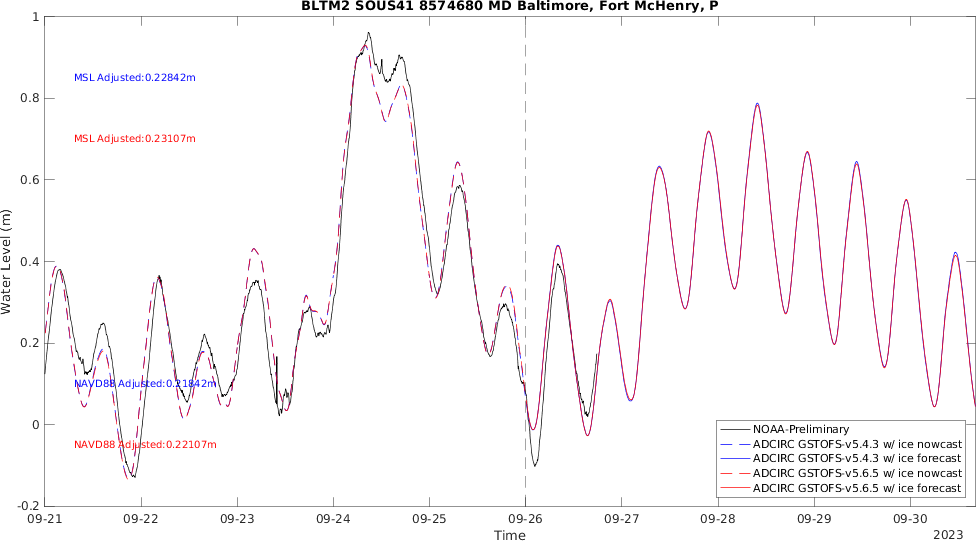 BLTM2 SOUS41 8574680 MD Baltimore, Fort McHenry, P
1
0.8
0.6
0.4
0.2
0
-0.2
Water Level (m)
MSL Adjusted:0.22842m
MSL Adjusted:0.23107m
NAVD88 Adjusted:0.21842m
NAVD88 Adjusted:0.22107m
NOAA-Preliminary
ADCIRC GSTOFS-v5.4.3 w/ ice nowcast
ADCIRC GSTOFS-v5.4.3 w/ ice forecast
ADCIRC GSTOFS-v5.6.5 w/ ice nowcast
ADCIRC GSTOFS-v5.6.5 w/ ice forecast
09-21 09-22 09-23 09-24 09-25 09-26 09-27 09-28 09-29 09-30
Time
2023